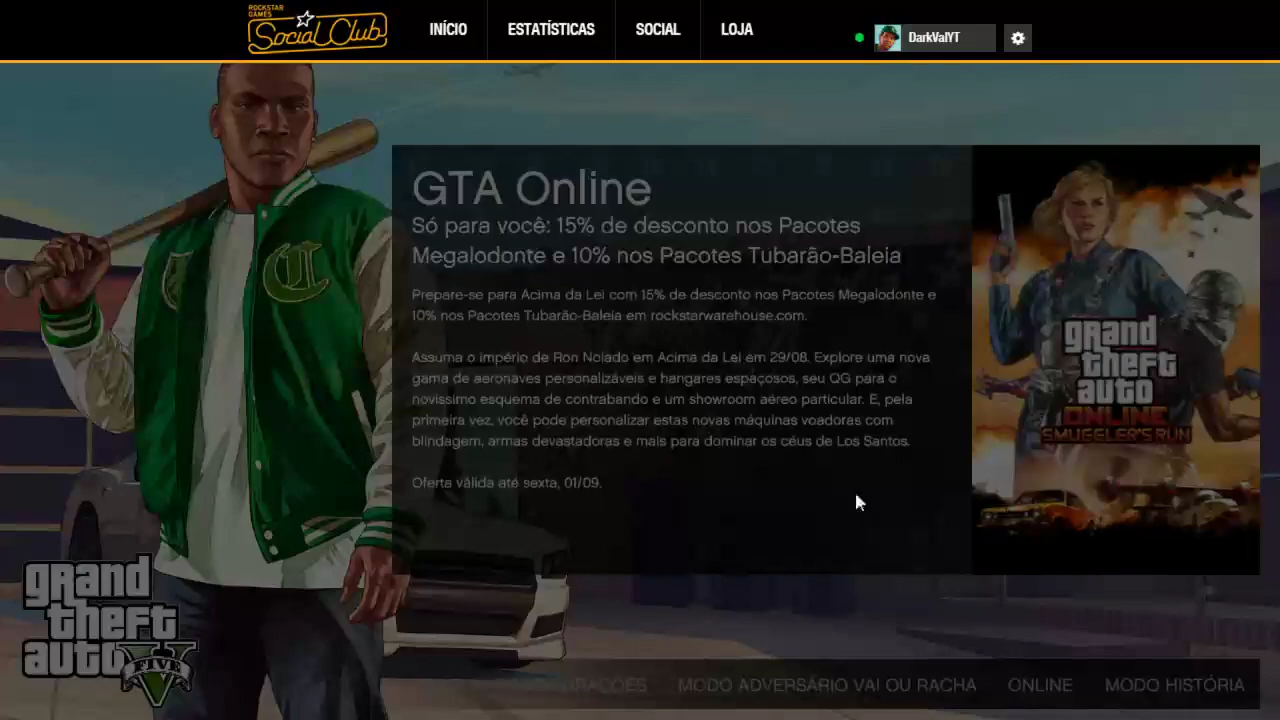 ROCKSTAR
GAMES
Social Club
INÍCIO
ESTATÍSTICAS
SOCIAL
LOJA
DarkValYT
GTA Online
Só para você: 15% de desconto nos Pacotes
Megalodonte e 10% nos Pacotes Tubarão-Baleia
Prepare-se para Acima da Lei com 15% de desconto nos Pacotes Megalodonte e
10% nos Pacotes Tubarão-Baleia em rockstarwarehouse.com.
Assuma o império de Ron Nolado em Acima da Lei em 29/08. Explore uma nova
gama de aeronaves personalizáveis e hangares espaçosos, seu QG para o
novíssimo esquema de contrabando e um showroom aéreo particular. E, pela
primeira vez, você pode personalizar estas novas máquinas voadoras com
blindagem, armas devastadoras e mais para dominar os céus de Los Santos.
Oferta válida até sexta, 01/09.
grand
theft
auto
ONLINE
SMUGGLER'S RUN
grand
theft
auto
FIVE
MODO ADVERSÁRIO VAI OU RACHA
ONLINE
MODO HISTÓRIA